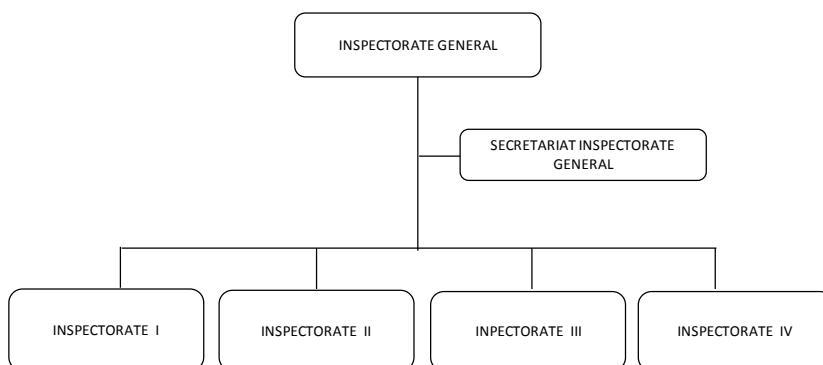 INSPECTORATE GENERAL
SECRETARIAT INSPECTORATE
GENERAL
INSPECTORATE I
INSPECTORATE II
INPECTORATE III
INSPECTORATE IV